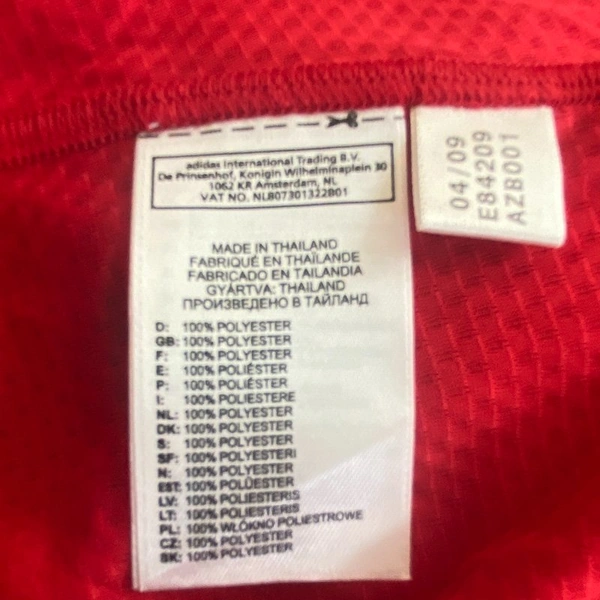 adidas International Trading B.V.
De Prinsenhof, Konigin Wilhelminaplein 30
1062 KR Amsterdam, NL
VAT NO. NL807301322B01
MADE IN THAILAND
FABRIQUÉ EN THAÏLANDE
FABRICADO EN TAILANDIA
GYÁRTVA: THAILAND
ПРОИЗВЕДЕНО В ТАЙЛАНД
D: 100% POLYESTER
GB: 100% POLYESTER
F: 100% POLYESTER
E: 100% POLIÉSTER
P: 100% POLIÉSTER
I: 100% POLIESTERE
NL: 100% POLYESTER
DK: 100% POLYESTER
S: 100% POLYESTER
SF: 100% POLYESTERI
N: 100% POLYESTER
EST: 100% POLÜESTER
LV: 100% POLIESTERIS
LT: 100% POLIESTERIS
PL: 100% WŁÓKNO POLIESTROWE
CZ: 100% POLYESTER
SK: 100% POLYESTER
04/09
E84209
AZB001